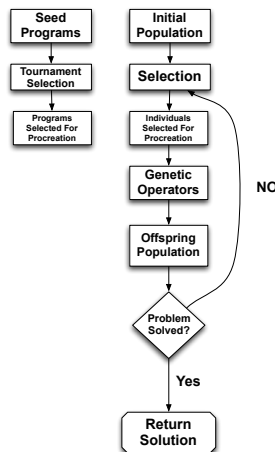 Seed
Programs
Tournament
Selection
Programs
Selected For
Procreation
Initial
Population
Selection
Individuals
Selected For
Procreation
Genetic
Operators
Offspring
Population
Problem
Solved?
NO
Yes
Return
Solution